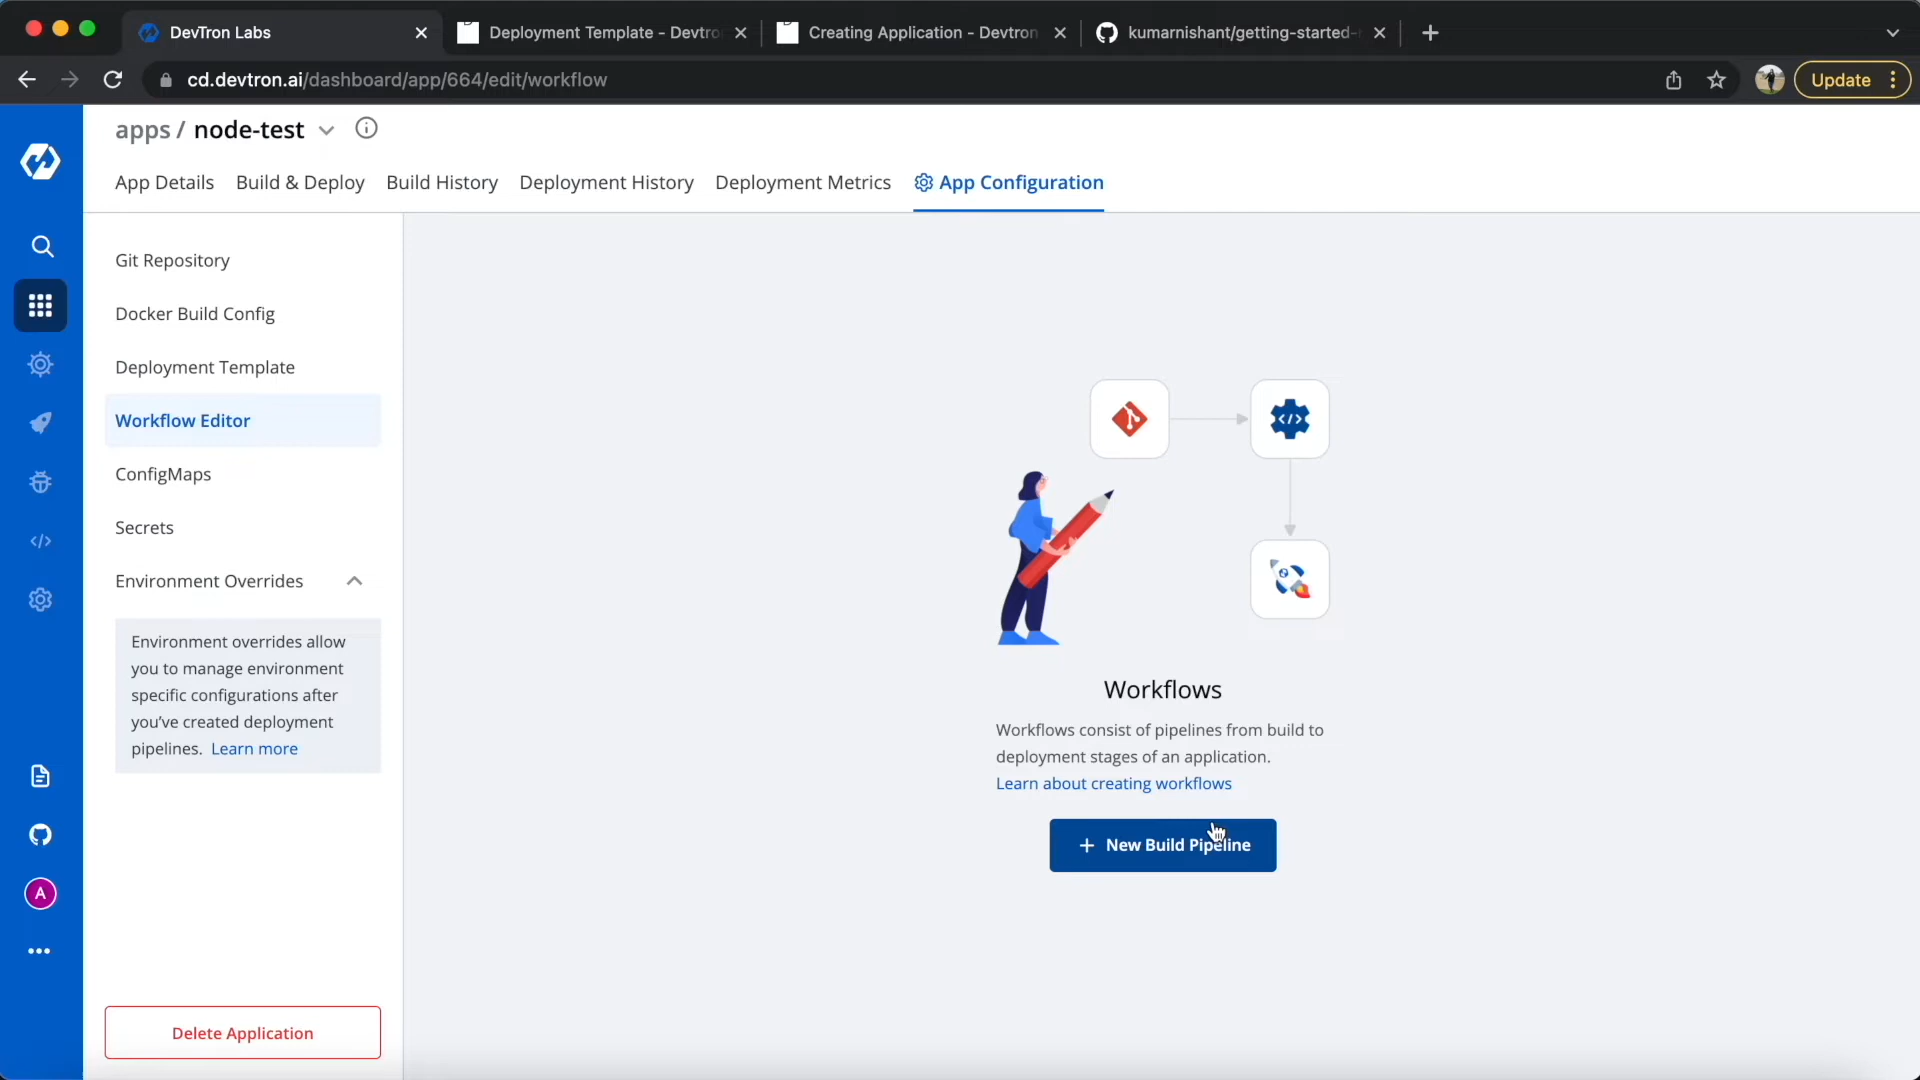 DevTron Labs
Deployment Template - Devtro
Creating Application - Devtron
kumarnishant/getting-started-
cd.devtron.ai/dashboard/app/664/edit/workflow
Update
apps / node-test
App Details Build & Deploy Build History Deployment History Deployment Metrics App Configuration
Git Repository
Docker Build Config
Deployment Template
Workflow Editor
ConfigMaps
Secrets
Environment Overrides
Environment overrides allow
you to manage environment
specific configurations after
you've created deployment
pipelines. Learn more
A
Delete Application
Workflows
Workflows consist of pipelines from build to
deployment stages of an application.
Learn about creating workflows
+ New Build Pipeline